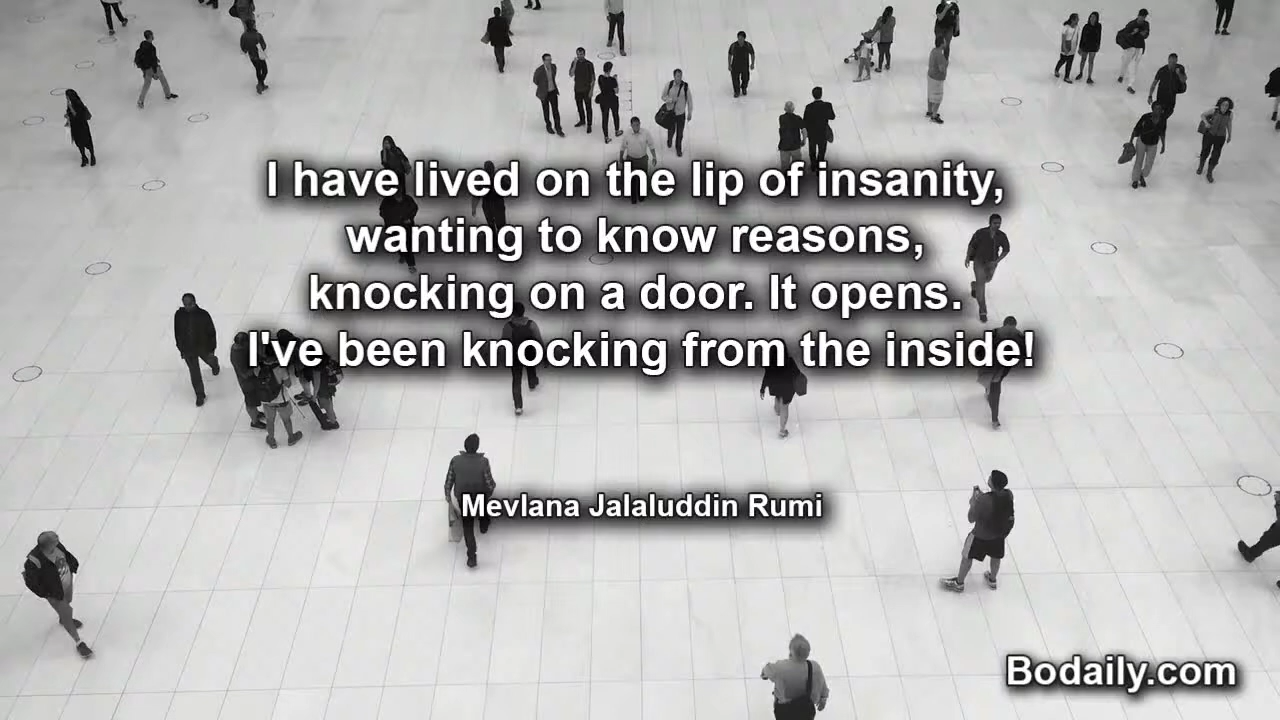 I have lived on the lip of insanity,
wanting to know reasons,
knocking on a door. It opens.
I've been knocking from the inside!
Mevlana Jalaluddin Rumi
Bodaily.com